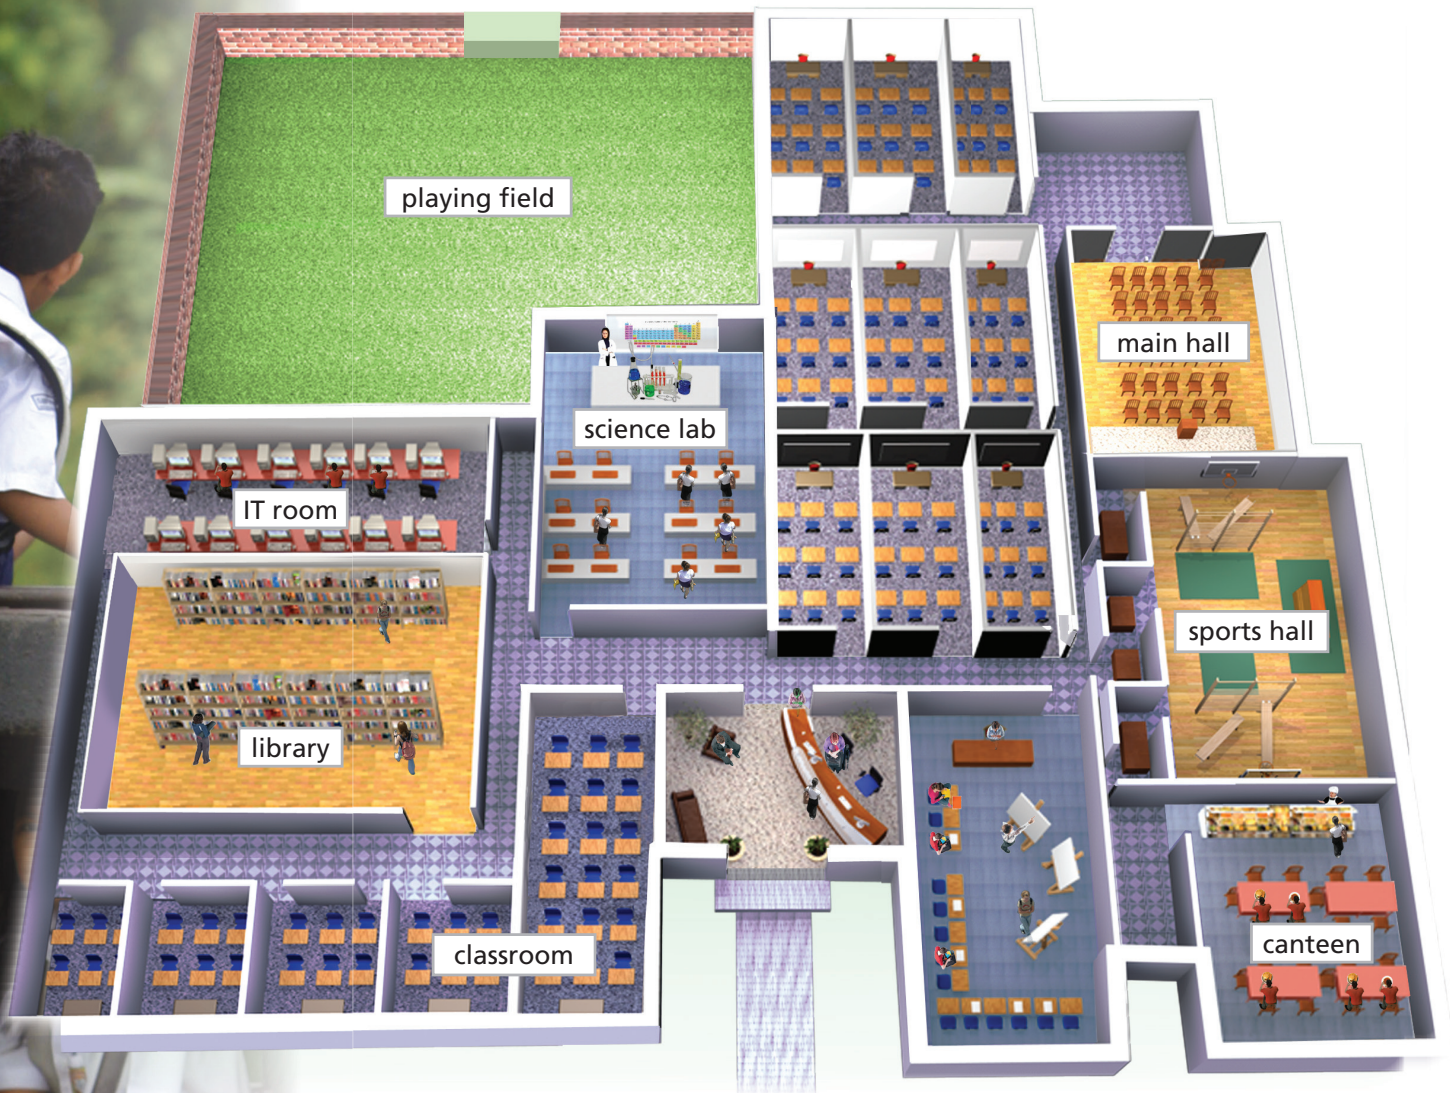 playing field
main hall
science lab
IT room
sports hall
library
canteen
classroom